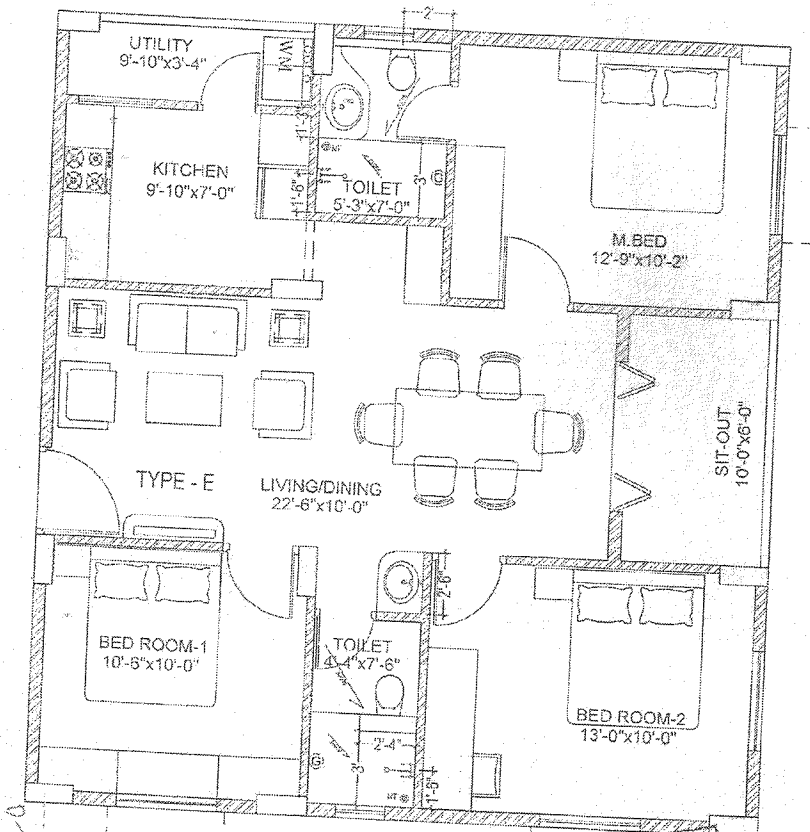 2'
UTILITY
9'-10"x3'-4"
WM
1'-3"
KITCHEN
9'-10"x7'-0"
1'-6"
TOILET
5'-3"x7'-0"
3'
G
M.BED
12'-9"x10'-2"
SIT-OUT
10'-0"x6'-0"
TYPE - E
LIVING/DINING
22'-6"x10'-0"
2'-6"
BED ROOM-1
10'-6"x10'-0"
TOILET
4'-4"x7'-6"
BED ROOM-2
13'-0"x10'-0"
2'-4"
3'
G
1'-6"